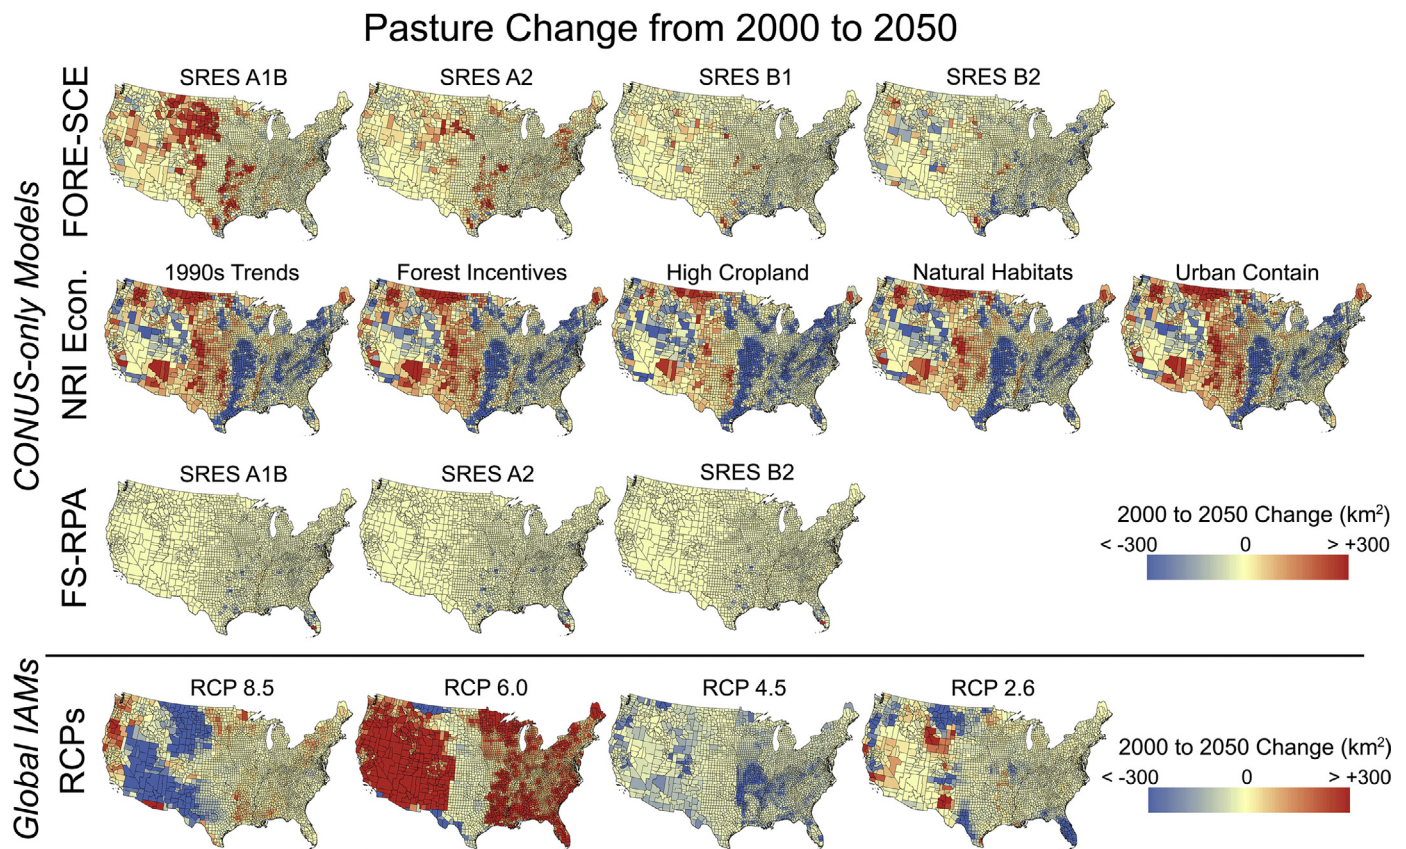 Pasture Change from 2000 to 2050
CONUS-only Models
FORE-SCE
SRES A1B
SRES A2
SRES B1
SRES B2
NRI Econ.
1990s Trends
Forest Incentives
High Cropland
Natural Habitats
Urban Contain
FS-RPA
SRES A1B
SRES A2
SRES B2
2000 to 2050 Change (km²)
< -300 0 > +300
Global IAMs
RCPs
RCP 8.5
RCP 6.0
RCP 4.5
RCP 2.6
2000 to 2050 Change (km²)
< -300 0 > +300